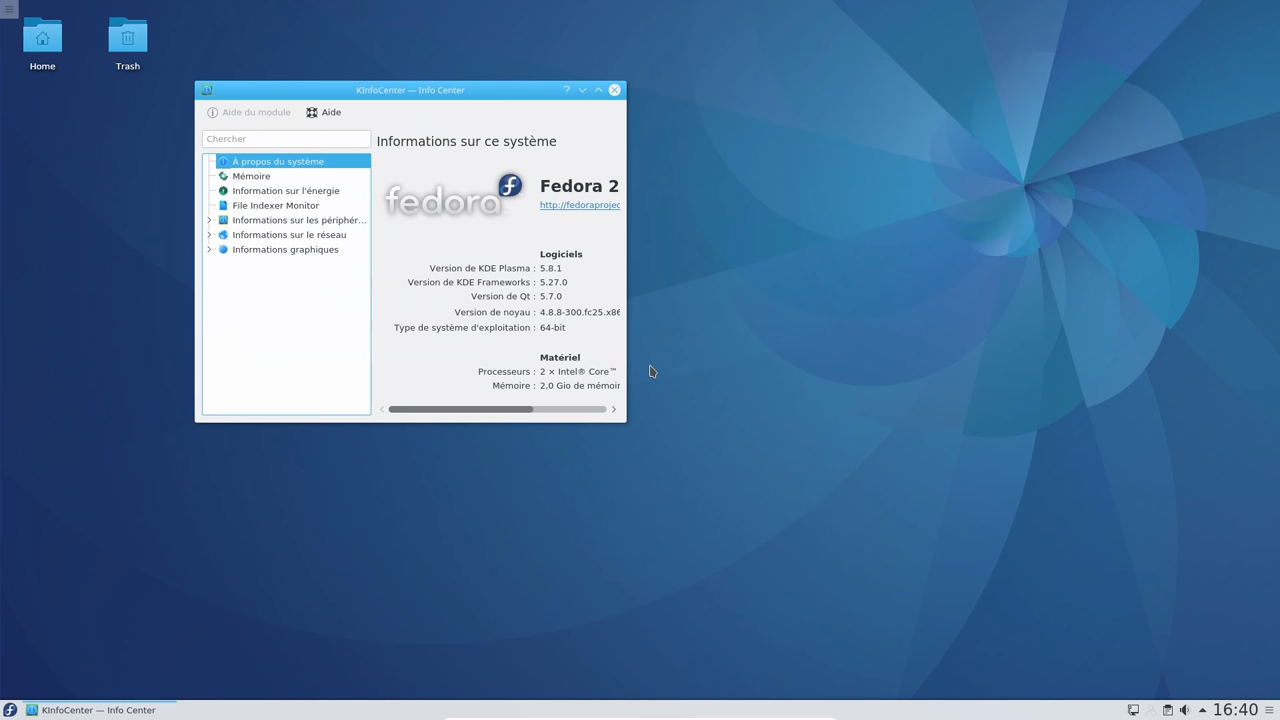 Home
Trash
KInfoCenter — Info Center
Aide du module
Aide
Chercher
À propos du système
Mémoire
Information sur l'énergie
File Indexer Monitor
Informations sur les périphér...
Informations sur le réseau
Informations graphiques
Informations sur ce système
fedora
Fedora 2
http://fedoraprojec
Logiciels
Version de KDE Plasma : 5.8.1
Version de KDE Frameworks : 5.27.0
Version de Qt : 5.7.0
Version de noyau : 4.8.8-300.fc25.x86
Type de système d'exploitation : 64-bit
Matériel
Processeurs : 2 × Intel® Core™
Mémoire : 2,0 Gio de mémoir
KInfoCenter — Info Center
16:40